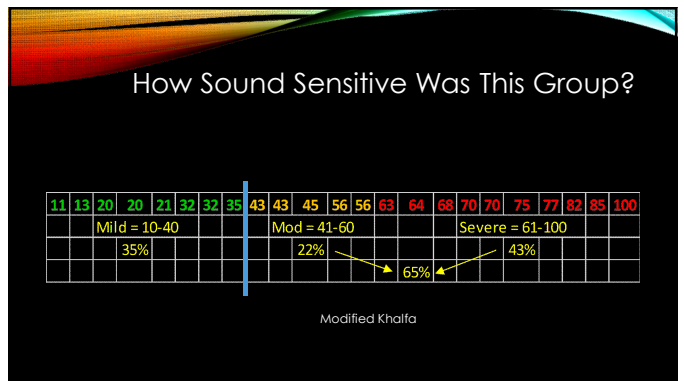 How Sound Sensitive Was This Group?
11 13 20 20 21 32 32 35 43 43 45 56 56 63 64 68 70 70 75 77 82 85 100
Mild = 10-40 Mod = 41-60 Severe = 61-100
35% 22% 43%
65%
Modified Khalfa